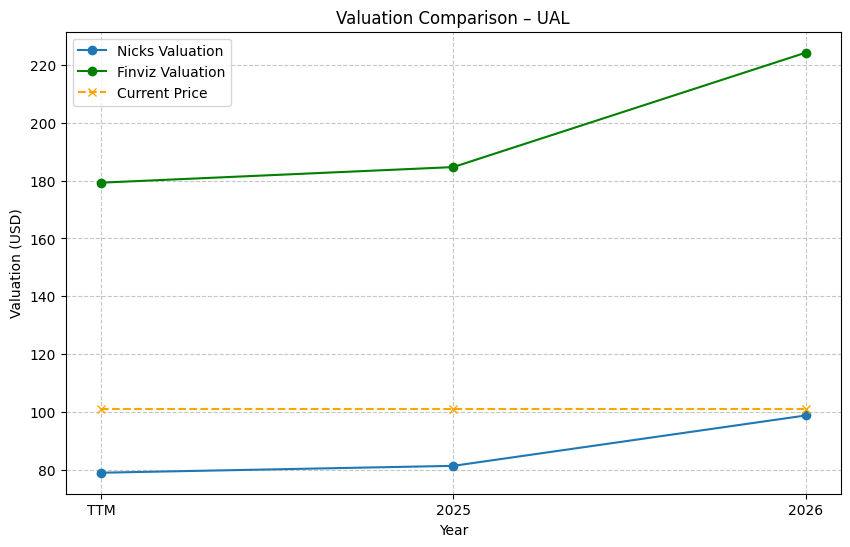 Valuation Comparison – UAL
Nicks Valuation
Finviz Valuation
Current Price
Valuation (USD)
220
200
180
160
140
120
100
80
TTM
2025
2026
Year